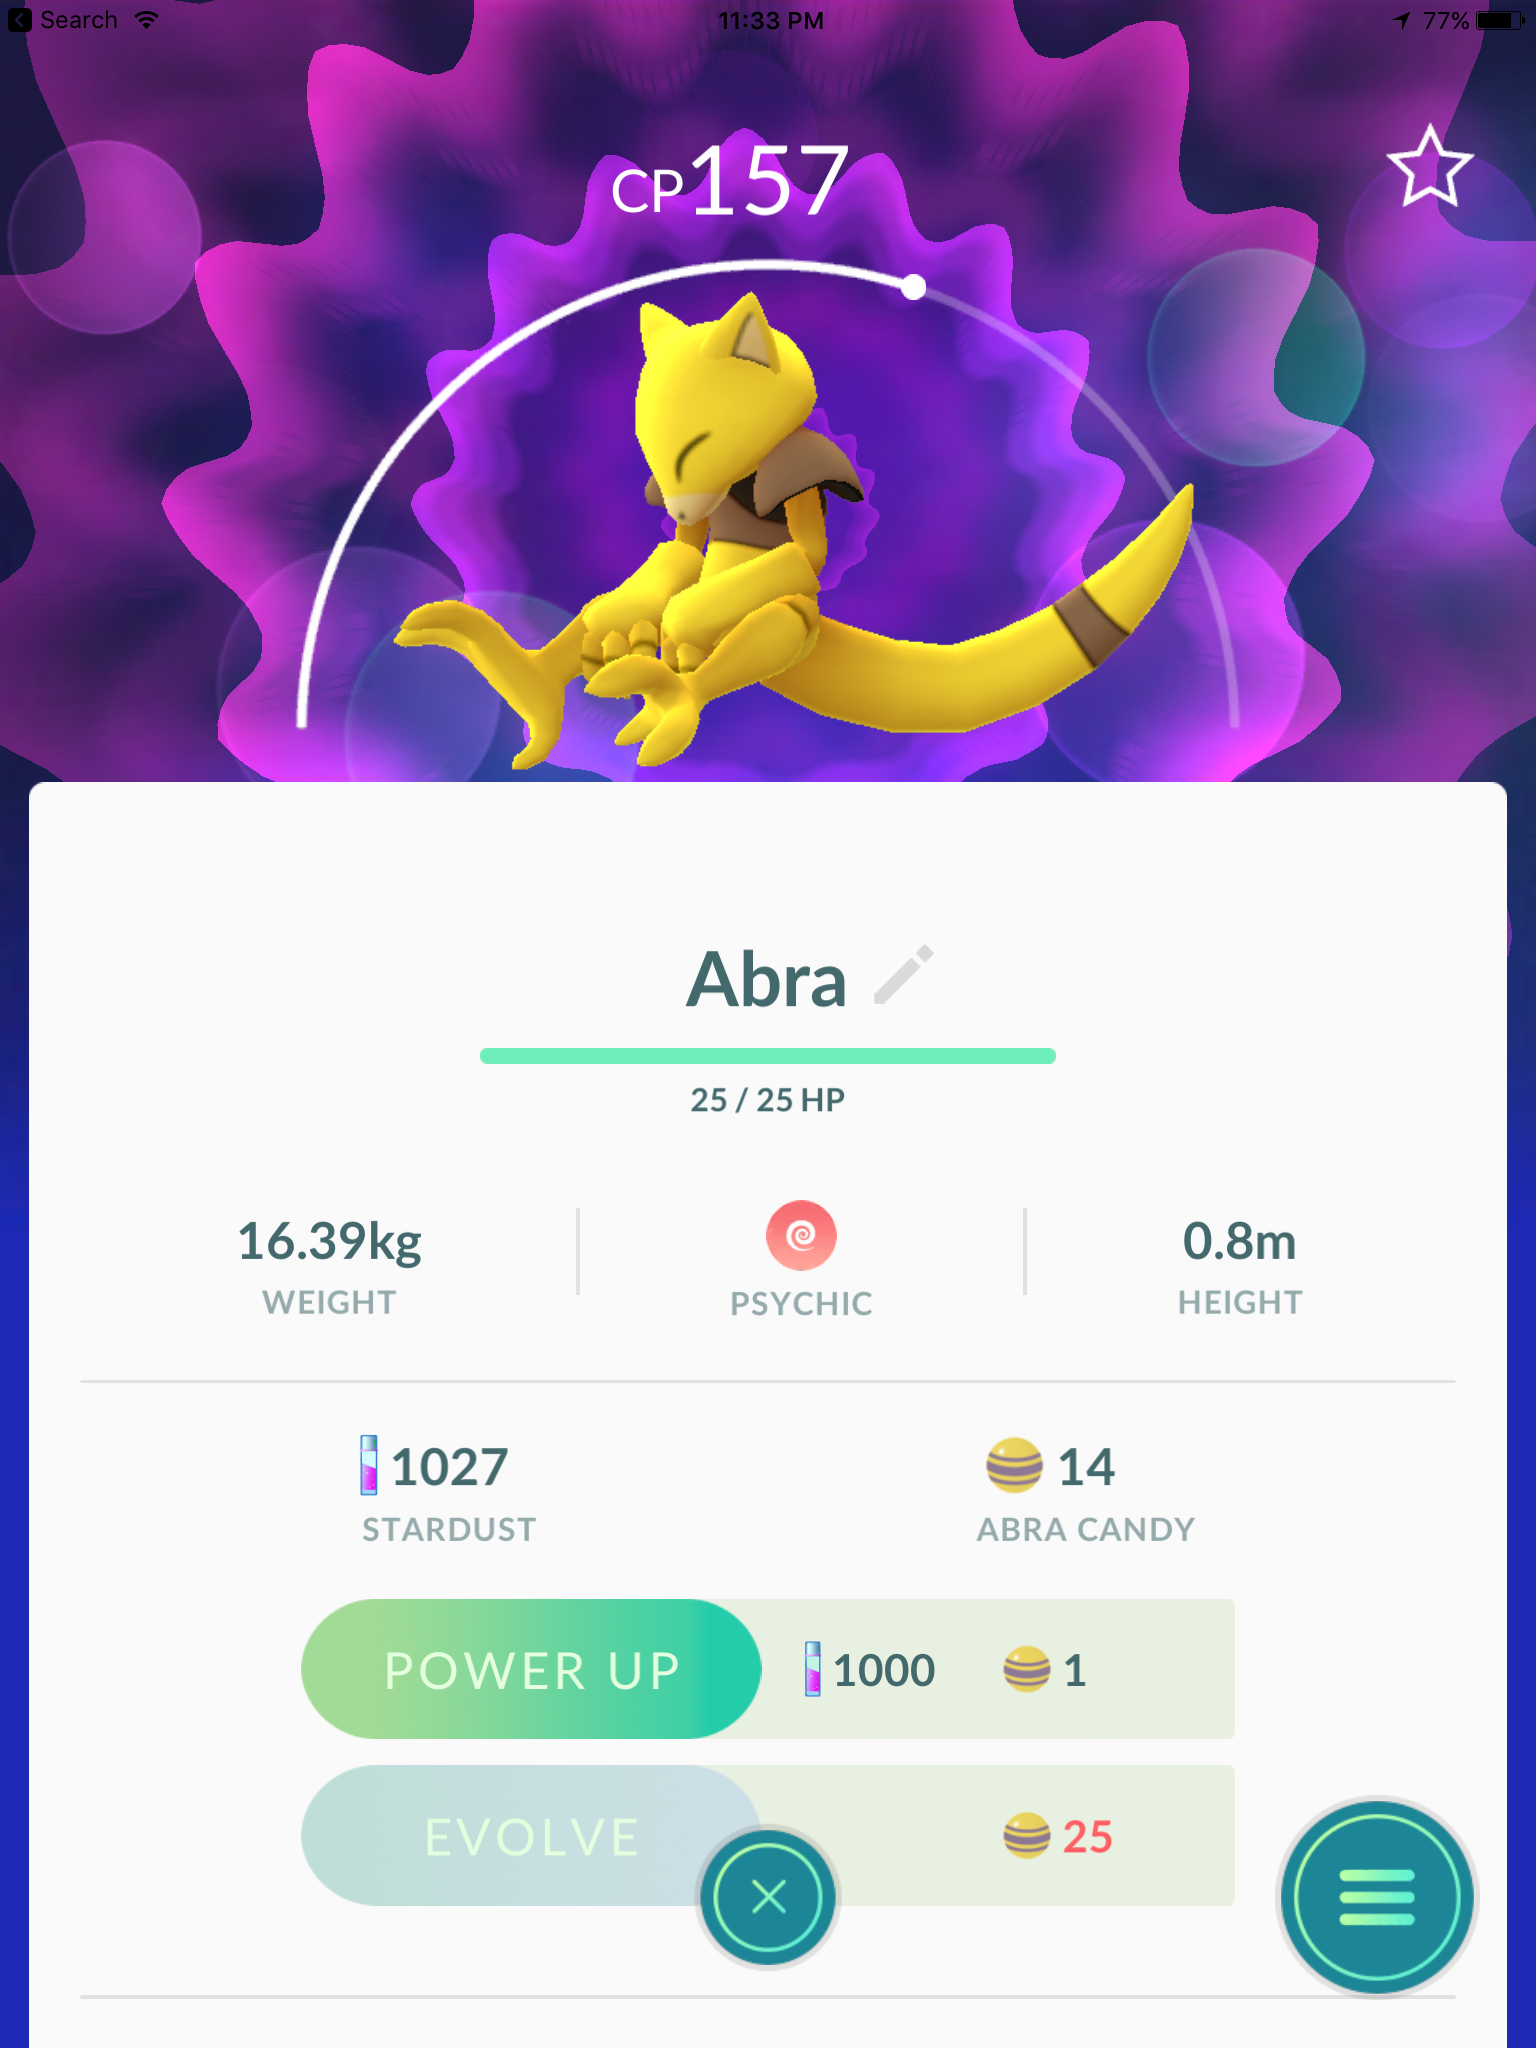 Search 11:33 PM 77%
CP157
Abra
25 / 25 HP
16.39kg
WEIGHT
PSYCHIC
0.8m
HEIGHT
1027
STARDUST
14
ABRA CANDY
POWER UP 1000 1
EVOLVE 25